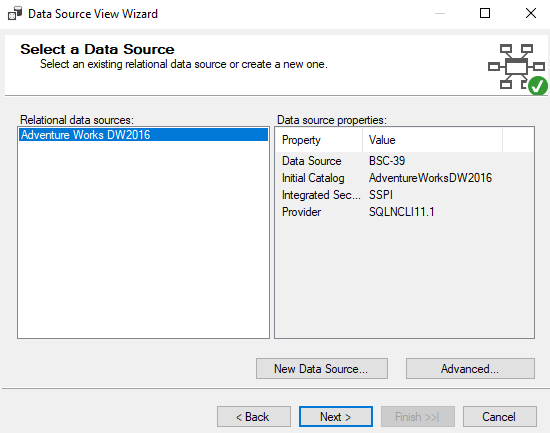 Data Source View Wizard
Select a Data Source
Select an existing relational data source or create a new one.
Relational data sources:
Adventure Works DW2016
Data source properties:
Property Value
Data Source BSC-39
Initial Catalog AdventureWorksDW2016
Integrated Sec... SSPI
Provider SQLNCLI11.1
New Data Source... Advanced...
< Back Next > Finish >>| Cancel